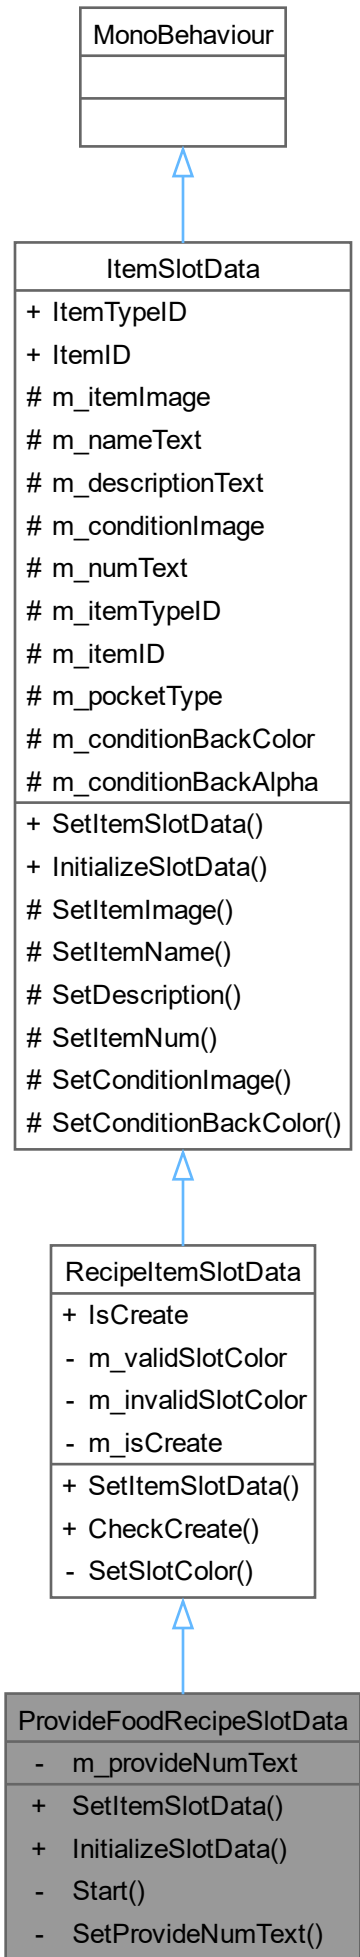 MonoBehaviour
ItemSlotData
+ ItemTypeID
+ ItemID
# m_itemImage
# m_nameText
# m_descriptionText
# m_conditionImage
# m_numText
# m_itemTypeID
# m_itemID
# m_pocketType
# m_conditionBackColor
# m_conditionBackAlpha
+ SetItemSlotData()
+ InitializeSlotData()
# SetItemImage()
# SetItemName()
# SetDescription()
# SetItemNum()
# SetConditionImage()
# SetConditionBackColor()
RecipeItemSlotData
+ IsCreate
- m_validSlotColor
- m_invalidSlotColor
- m_isCreate
+ SetItemSlotData()
+ CheckCreate()
- SetSlotColor()
ProvideFoodRecipeSlotData
- m_provideNumText
+ SetItemSlotData()
+ InitializeSlotData()
- Start()
- SetProvideNumText()